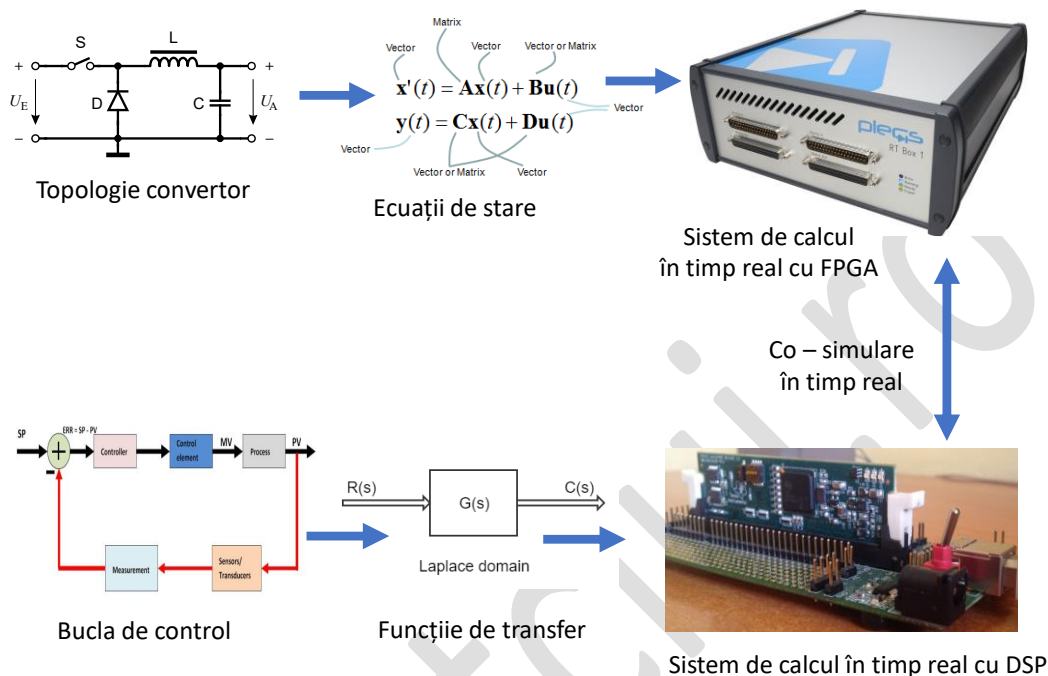 S
L
+
+
U_E
D
C
U_A
−
−
Topologie convertor
Matrix
Vector
Vector
Vector or Matrix
x'(t) = Ax(t) + Bu(t)
Vector
y(t) = Cx(t) + Du(t)
Vector
Vector or Matrix
Vector
Ecuații de stare
plecs
RT Box 1
Sistem de calcul
în timp real cu FPGA
Co – simulare
în timp real
SP
ERR = SP - PV
+
−
Controller
Control
element
MV
Process
PV
Measurement
Sensors/
Transducers
Bucla de control
R(s)
G(s)
C(s)
Laplace domain
Funcțiie de transfer
Sistem de calcul în timp real cu DSP